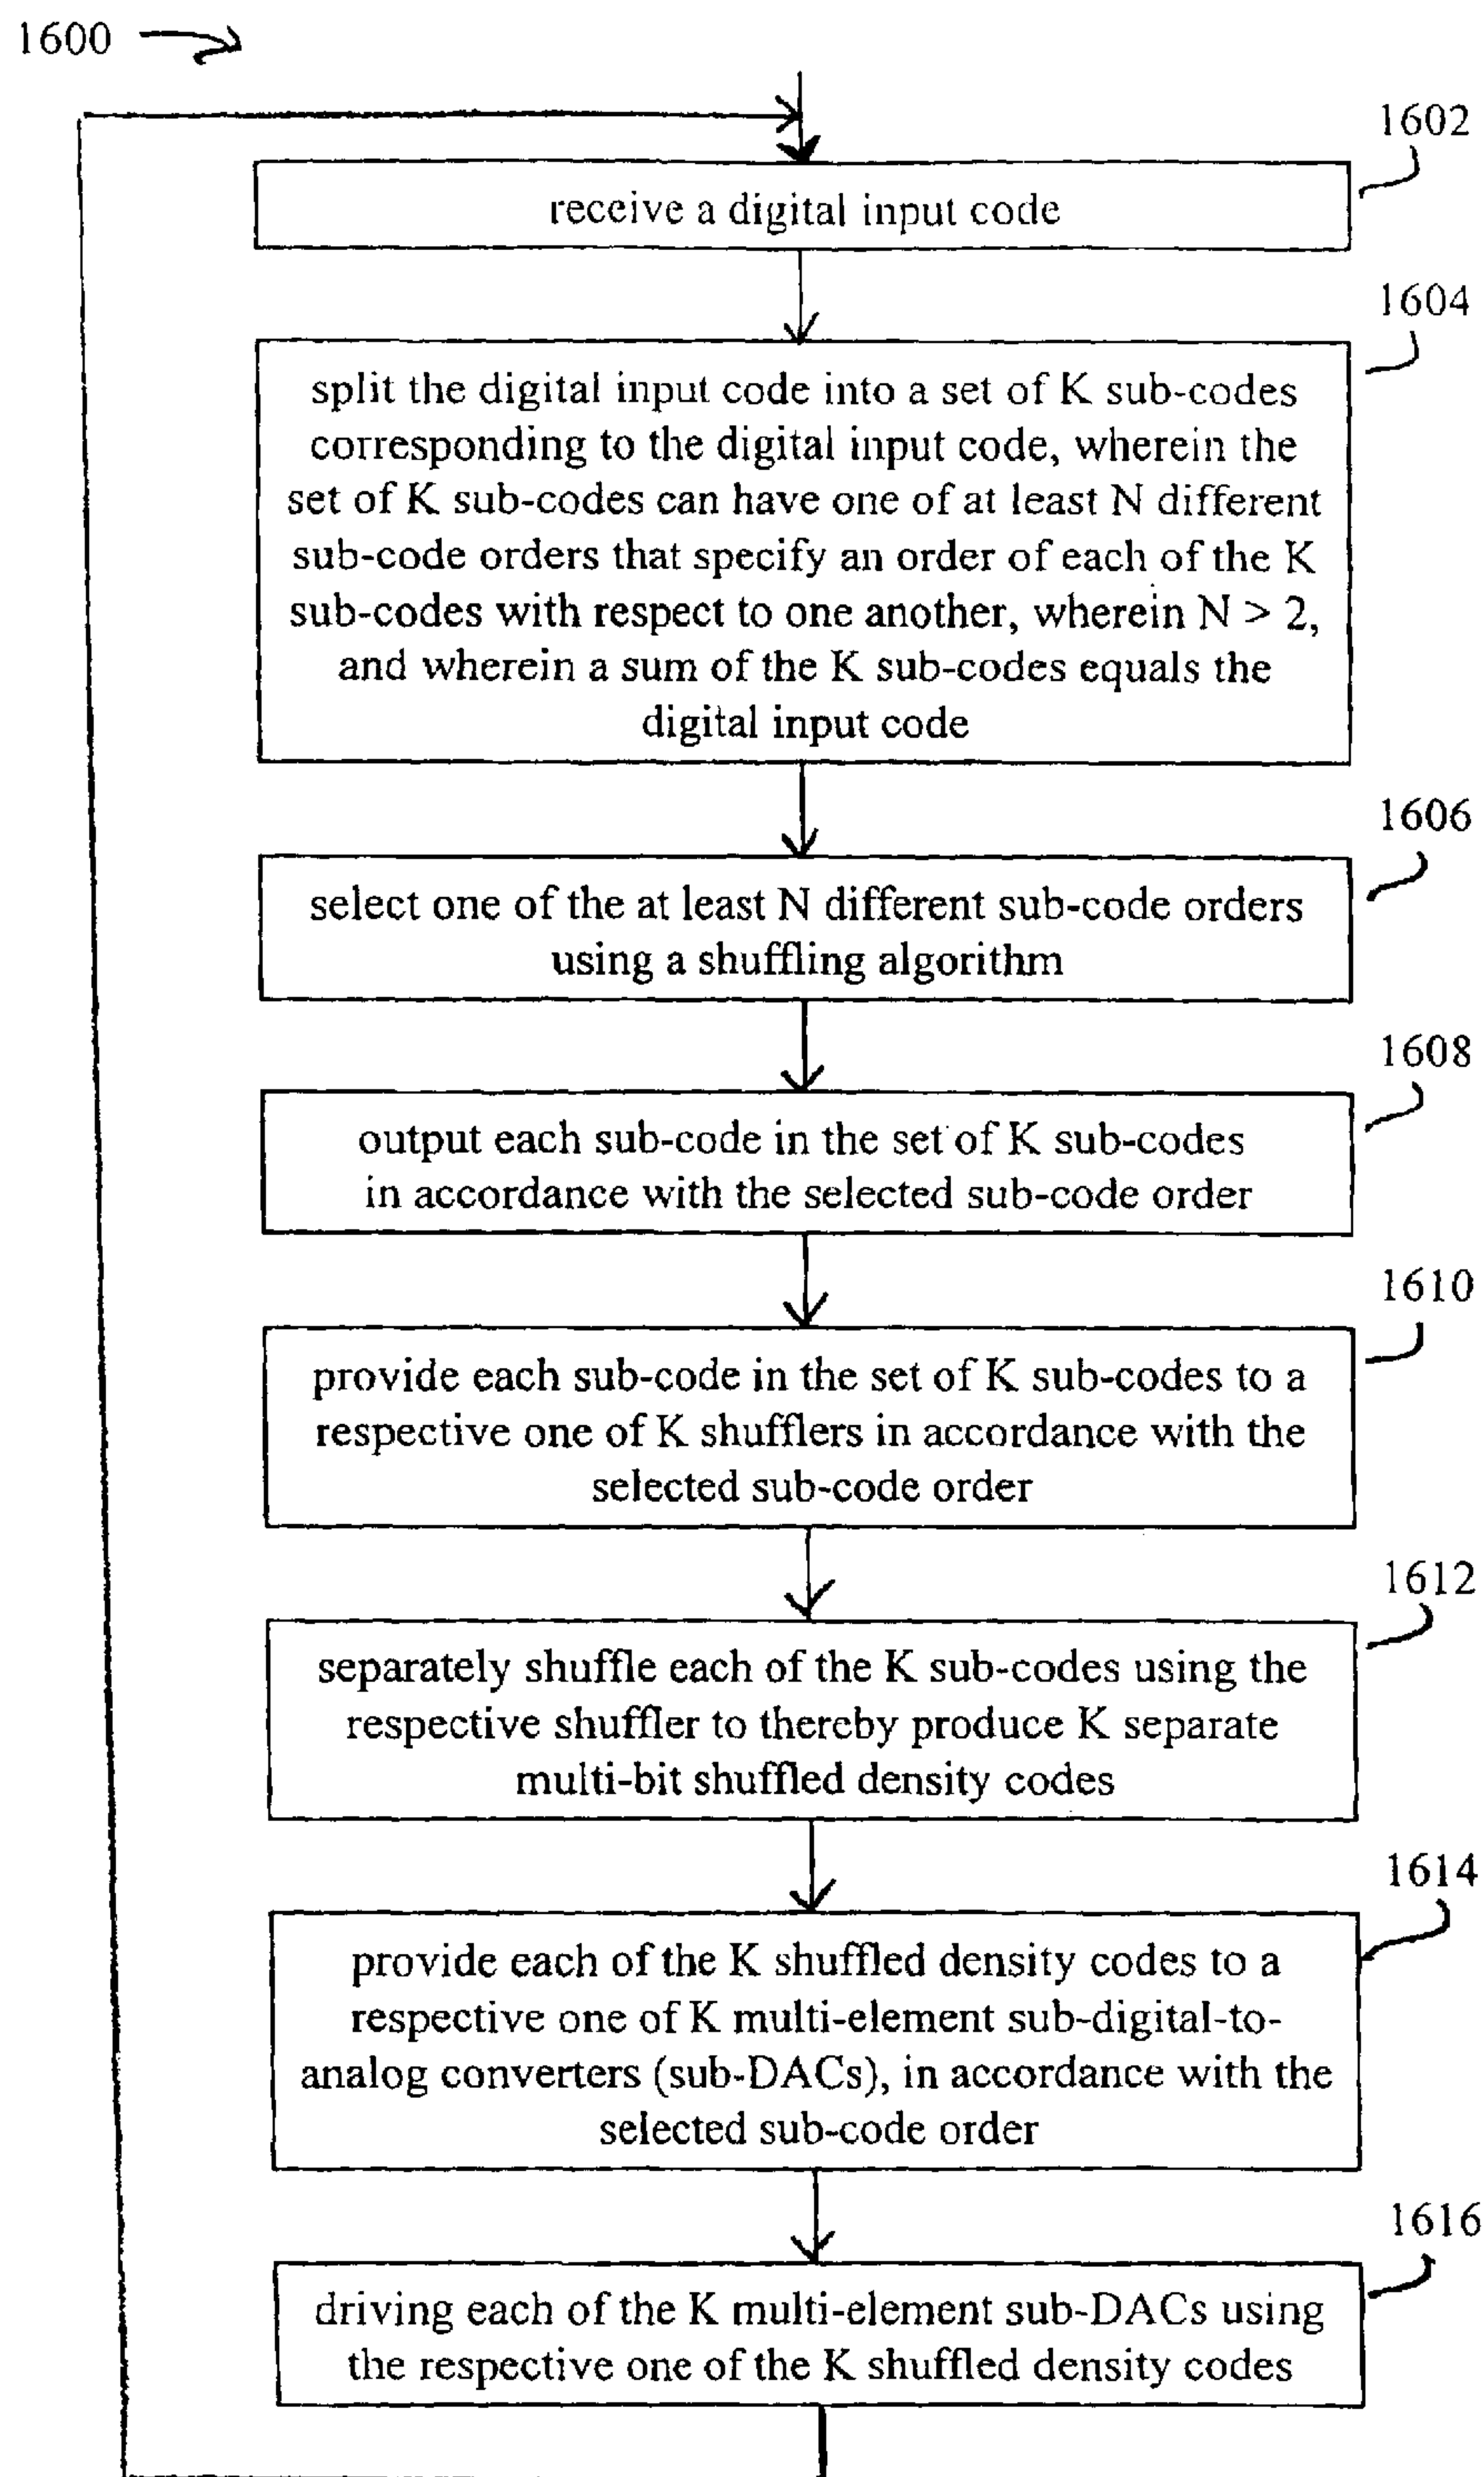 1600
1602
receive a digital input code
1604
split the digital input code into a set of K sub-codes
corresponding to the digital input code, wherein the
set of K sub-codes can have one of at least N different
sub-code orders that specify an order of each of the K
sub-codes with respect to one another, wherein N > 2,
and wherein a sum of the K sub-codes equals the
digital input code
1606
select one of the at least N different sub-code orders
using a shuffling algorithm
1608
output each sub-code in the set of K sub-codes
in accordance with the selected sub-code order
1610
provide each sub-code in the set of K sub-codes to a
respective one of K shufflers in accordance with the
selected sub-code order
1612
separately shuffle each of the K sub-codes using the
respective shuffler to thereby produce K separate
multi-bit shuffled density codes
1614
provide each of the K shuffled density codes to a
respective one of K multi-element sub-digital-to-
analog converters (sub-DACs), in accordance with the
selected sub-code order
1616
driving each of the K multi-element sub-DACs using
the respective one of the K shuffled density codes